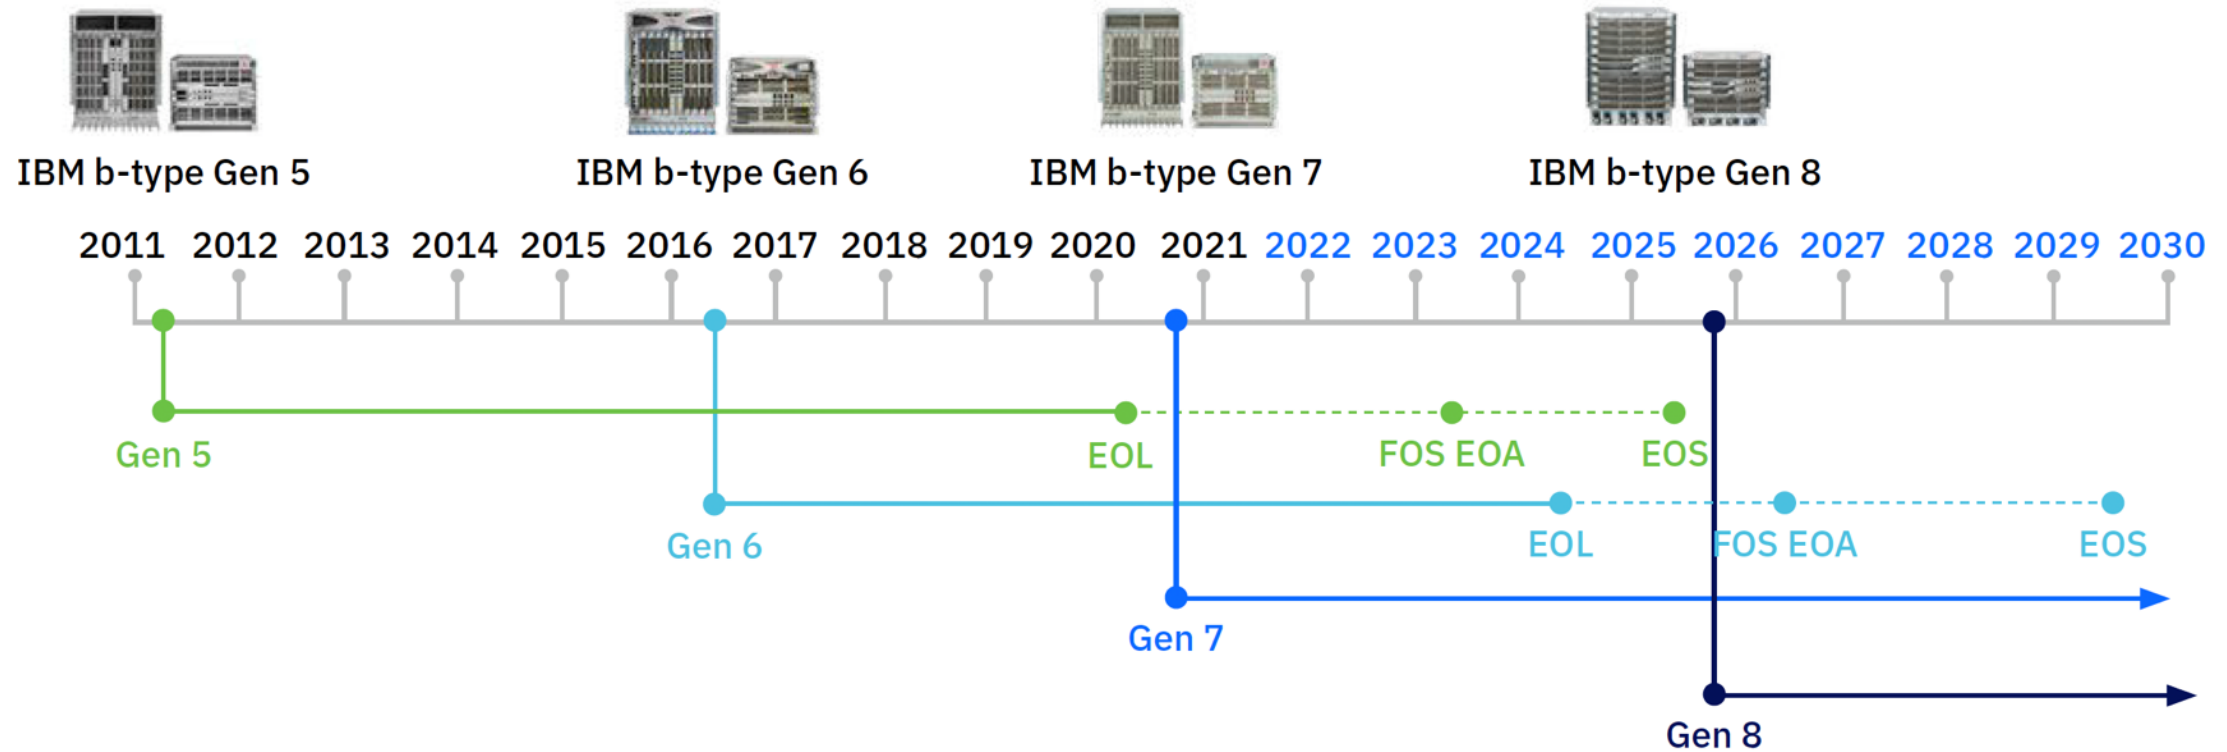 IBM b-type Gen 5 IBM b-type Gen 6 IBM b-type Gen 7 IBM b-type Gen 8
2011 2012 2013 2014 2015 2016 2017 2018 2019 2020 2021 2022 2023 2024 2025 2026 2027 2028 2029 2030
Gen 5 EOL FOS EOA EOS
Gen 6 EOL FOS EOA EOS
Gen 7
Gen 8